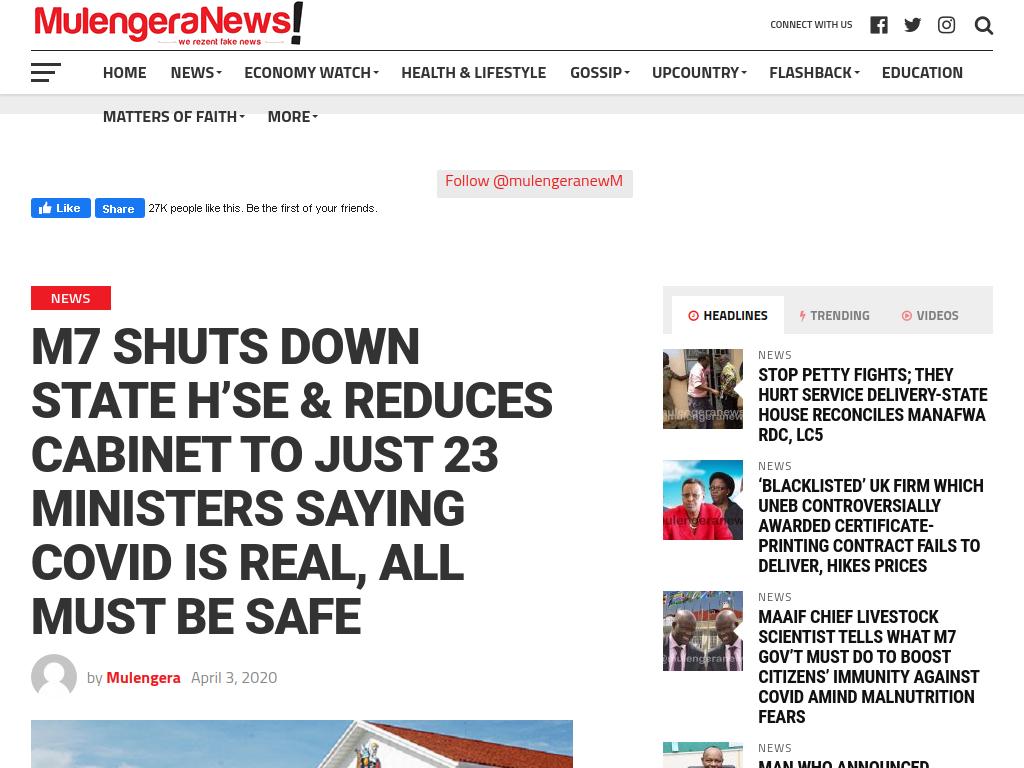 MulengeraNews!
we rezent fake news
CONNECT WITH US
HOME NEWS ECONOMY WATCH HEALTH & LIFESTYLE GOSSIP UPCOUNTRY FLASHBACK EDUCATION
MATTERS OF FAITH MORE
Follow @mulengeranewM
Like Share 27K people like this. Be the first of your friends.
NEWS
M7 SHUTS DOWN
STATE H’SE & REDUCES
CABINET TO JUST 23
MINISTERS SAYING
COVID IS REAL, ALL
MUST BE SAFE
by Mulengera April 3, 2020
HEADLINES TRENDING VIDEOS
NEWS
STOP PETTY FIGHTS; THEY
HURT SERVICE DELIVERY-STATE
HOUSE RECONCILES MANAFWA
RDC, LC5
NEWS
‘BLACKLISTED’ UK FIRM WHICH
UNEB CONTROVERSIALLY
AWARDED CERTIFICATE-
PRINTING CONTRACT FAILS TO
DELIVER, HIKES PRICES
NEWS
MAAIF CHIEF LIVESTOCK
SCIENTIST TELLS WHAT M7
GOV’T MUST DO TO BOOST
CITIZENS’ IMMUNITY AGAINST
COVID AMIND MALNUTRITION
FEARS
NEWS
MAN WHO ANNOUNCED